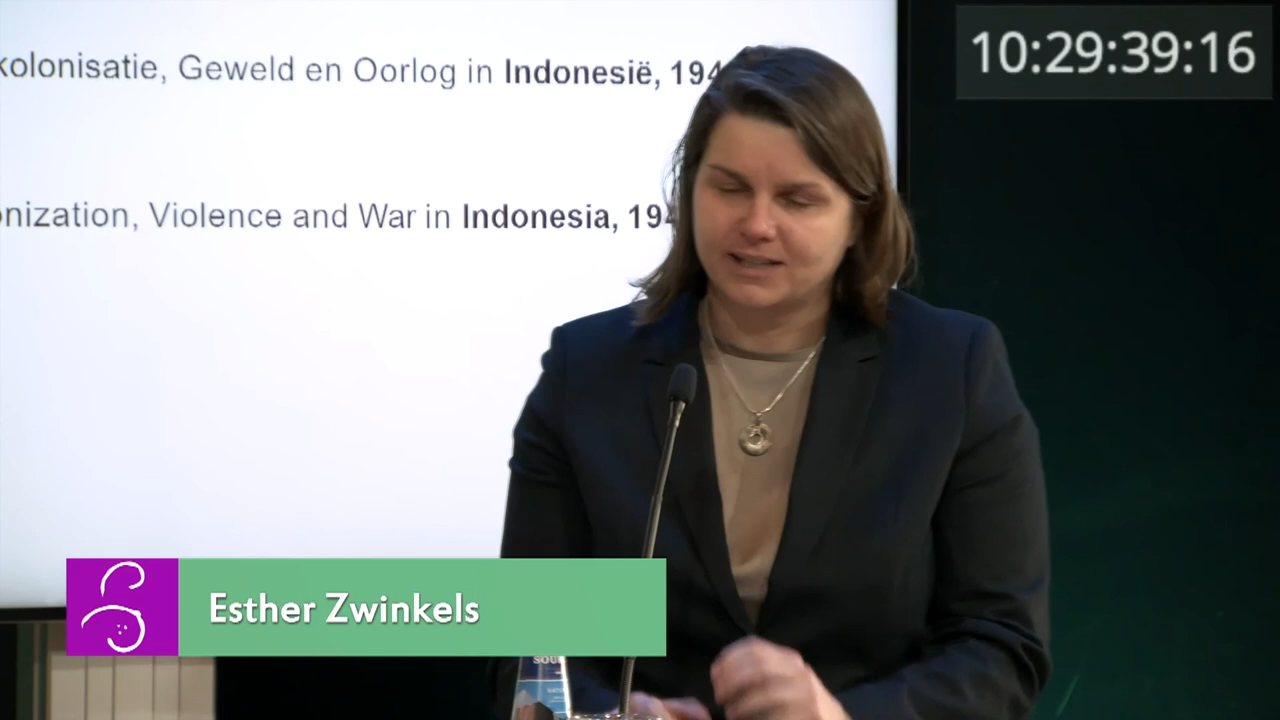 10:29:39:16
kolonisatie, Geweld en Oorlog in Indonesië, 194
onization, Violence and War in Indonesia, 194
Esther Zwinkels
SOU